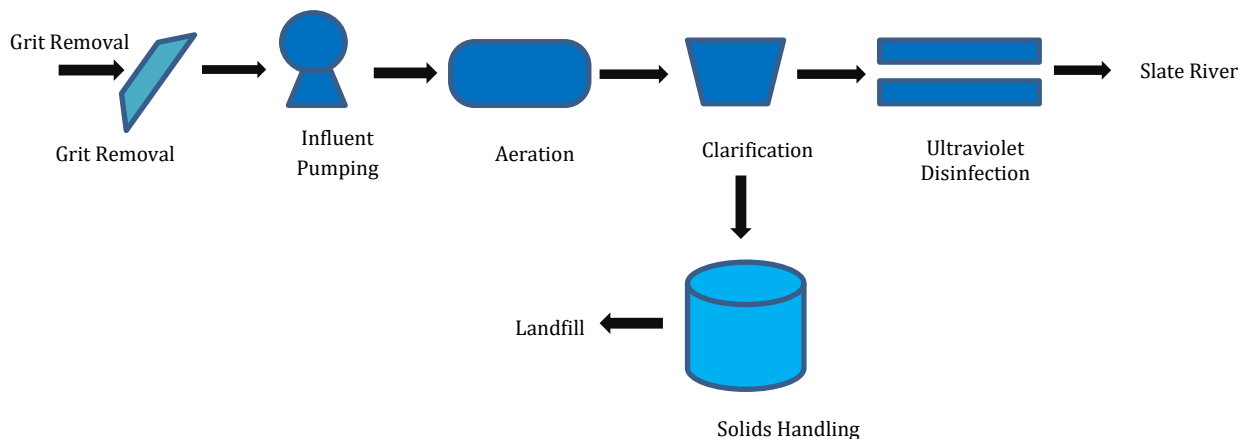 Grit Removal
Grit Removal
Influent
Pumping
Aeration
Clarification
Ultraviolet
Disinfection
Slate River
Landfill
Solids Handling